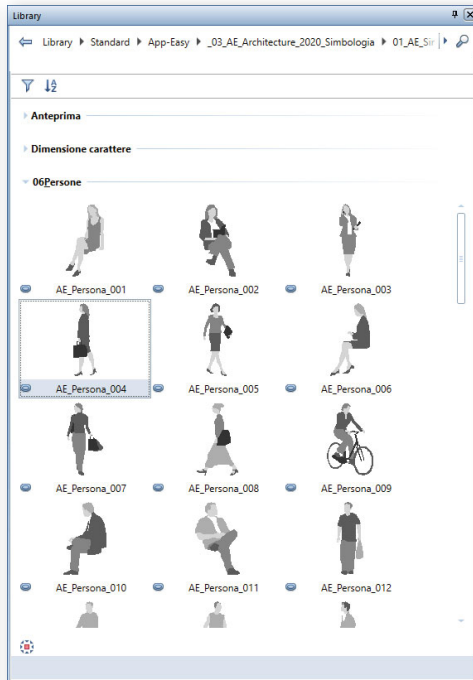 Library
Library Standard App-Easy _03_AE_Architecture_2020_Simbologia 01_AE_Sir
Anteprima
Dimensione carattere
06Persone
AE_Persona_001 AE_Persona_002 AE_Persona_003
AE_Persona_004 AE_Persona_005 AE_Persona_006
AE_Persona_007 AE_Persona_008 AE_Persona_009
AE_Persona_010 AE_Persona_011 AE_Persona_012